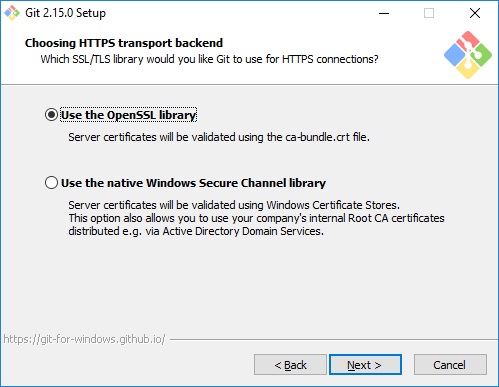 Git 2.15.0 Setup
Choosing HTTPS transport backend
Which SSL/TLS library would you like Git to use for HTTPS connections?
Use the OpenSSL library
Server certificates will be validated using the ca-bundle.crt file.
Use the native Windows Secure Channel library
Server certificates will be validated using Windows Certificate Stores.
This option also allows you to use your company's internal Root CA certificates
distributed e.g. via Active Directory Domain Services.
https://git-for-windows.github.io/
< Back
Next >
Cancel